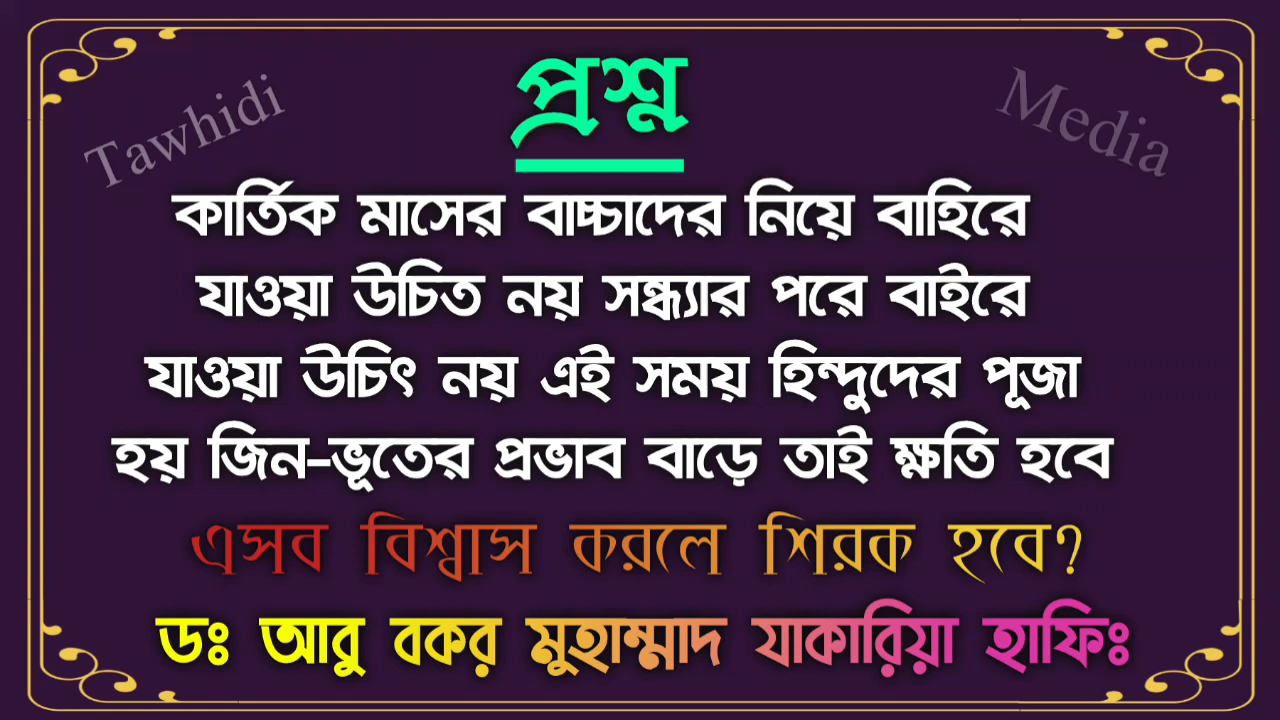 Tawhidi
Media
প্রশ্ন
কার্তিক মাসের বাচ্চাদের নিয়ে বাহিরে
যাওয়া উচিত নয় সন্ধ্যার পরে বাইরে
যাওয়া উচিৎ নয় এই সময় হিন্দুদের পূজা
হয় জিন-ভূতের প্রভাব বাড়ে তাই ক্ষতি হবে
এসব বিশ্বাস করলে শিরক হবে?
ডঃ আবু বকর মুহাম্মাদ যাকারিয়া হাফিঃ